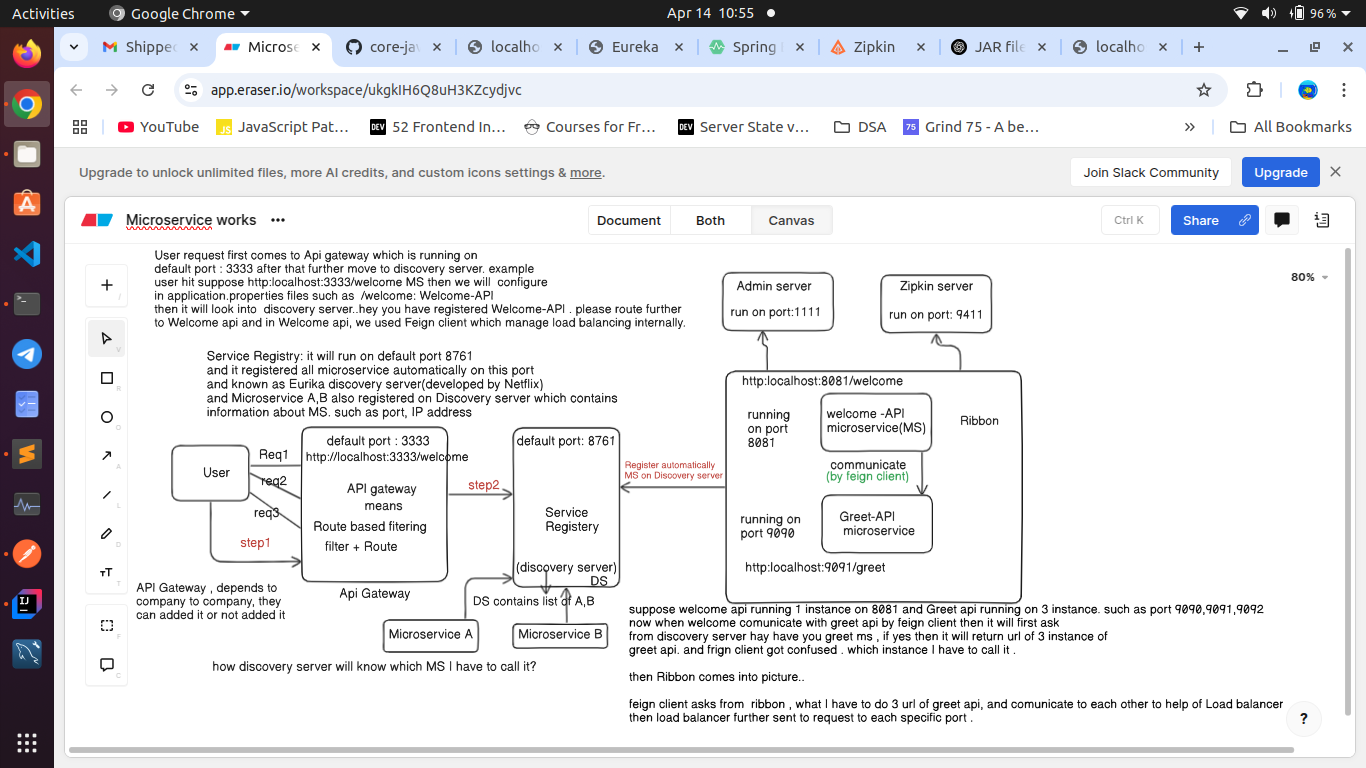 Activities
Google Chrome
Apr 14 10:55
96 %
Shipped
Microse
core-jav
localho
Eureka
Spring
Zipkin
JAR file
localho
app.eraser.io/workspace/ukgkIH6Q8uH3KZcydjvc
YouTube
JavaScript Pat...
52 Frontend In...
Courses for Fr...
Server State v...
DSA
Grind 75 - A be...
All Bookmarks
Upgrade to unlock unlimited files, more AI credits, and custom icons settings & more.
Join Slack Community
Upgrade
Microservice works
Document
Both
Canvas
Ctrl K
Share
80%
User request first comes to Api gateway which is running on
default port : 3333 after that further move to discovery server. example
user hit suppose http:localhost:3333/welcome MS then we will configure
in application.properties files such as /welcome: Welcome-API
then it will look into discovery server..hey you have registered Welcome-API . please route further
to Welcome api and in Welcome api, we used Feign client which manage load balancing internally.
Admin server
run on port:1111
Zipkin server
run on port: 9411
Service Registry: it will run on default port 8761
and it registered all microservice automatically on this port
and known as Eurika discovery server(developed by Netflix)
and Microservice A,B also registered on Discovery server which contains
information about MS. such as port, IP address
User
Req1
req2
req3
step1
default port : 3333
http://localhost:3333/welcome
API gateway
means
Route based fitering
filter + Route
Api Gateway
step2
default port: 8761
Service
Registery
(discovery server)
DS
DS contains list of A,B
Microservice A
Microservice B
API Gateway , depends to
company to company, they
can added it or not added it
how discovery server will know which MS I have to call it?
Register automatically
MS on Discovery server
http:localhost:8081/welcome
running
on port
8081
welcome -API
microservice(MS)
Ribbon
communicate
(by feign client)
running on
port 9090
Greet-API
microservice
http:localhost:9091/greet
suppose welcome api running 1 instance on 8081 and Greet api running on 3 instance. such as port 9090,9091,9092
now when welcome comunicate with greet api by feign client then it will first ask
from discovery server hay have you greet ms , if yes then it will return url of 3 instance of
greet api. and frign client got confused . which instance I have to call it .
then Ribbon comes into picture..
feign client asks from ribbon , what I have to do 3 url of greet api, and comunicate to each other to help of Load balancer
then load balancer further sent to request to each specific port .
?